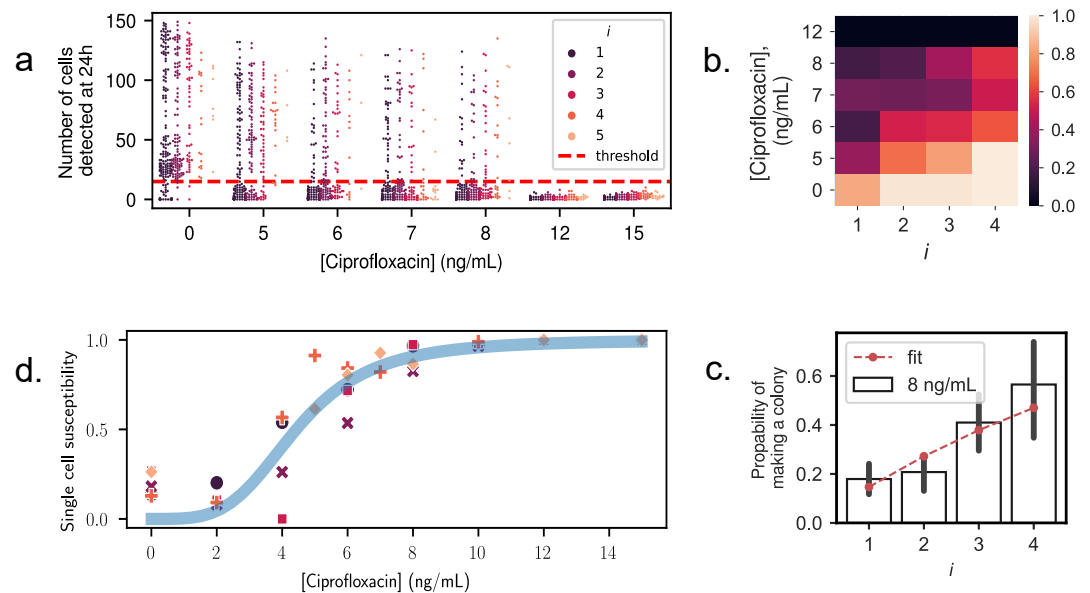 a
Number of cells
detected at 24h
150
100
50
0
i
1
2
3
4
5
threshold
0 5 6 7 8 12 15
[Ciprofloxacin] (ng/mL)
b.
[Ciprofloxacin],
(ng/mL)
12
8
7
6
5
0
1 2 3 4
i
1.0
0.8
0.6
0.4
0.2
0.0
d.
Single cell susceptibility
1.0
0.5
0.0
0 2 4 6 8 10 12 14
[Ciprofloxacin] (ng/mL)
c.
Propability of
making a colony
0.6
0.4
0.2
0.0
fit
8 ng/mL
1 2 3 4
i